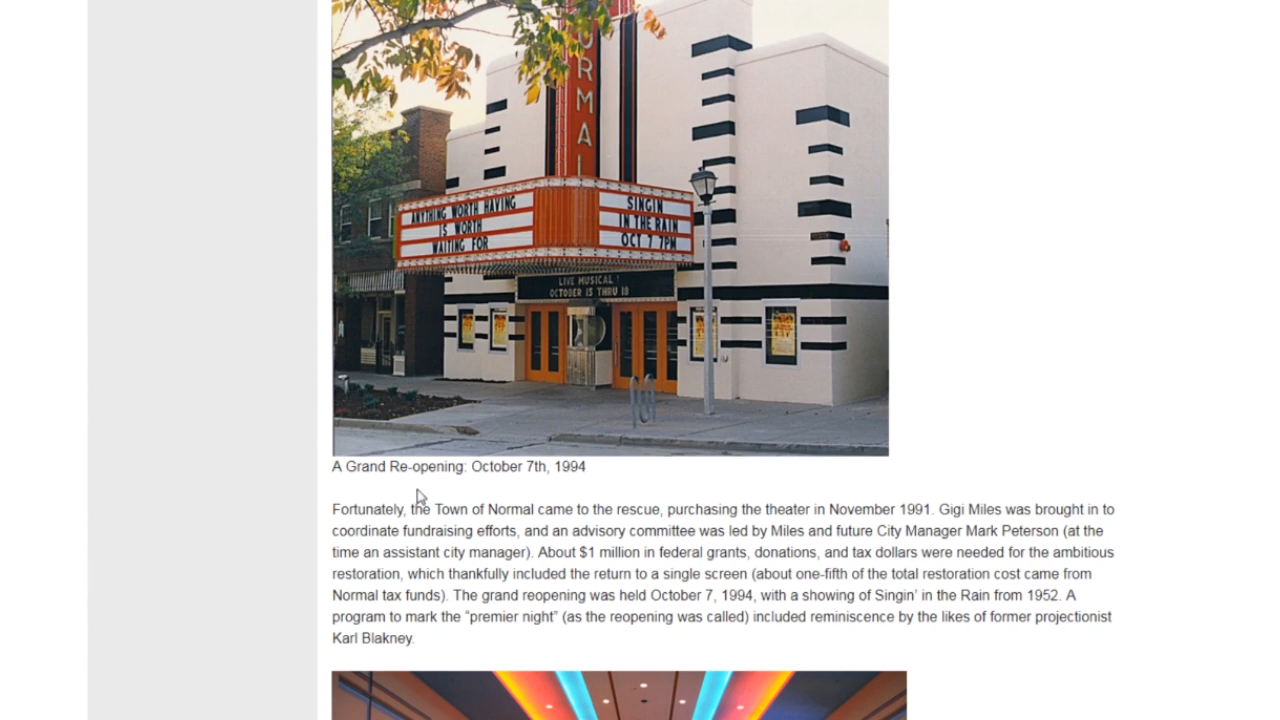 ORMAL
ANYTHING WORTH HAVING
IS WORTH
WAITING FOR
SINGIN
IN THE RAIN
OCT 7 7PM
LIVE MUSICAL!
OCTOBER 15 THRU 18
A Grand Re-opening: October 7th, 1994
Fortunately, the Town of Normal came to the rescue, purchasing the theater in November 1991. Gigi Miles was brought in to
coordinate fundraising efforts, and an advisory committee was led by Miles and future City Manager Mark Peterson (at the
time an assistant city manager). About $1 million in federal grants, donations, and tax dollars were needed for the ambitious
restoration, which thankfully included the return to a single screen (about one-fifth of the total restoration cost came from
Normal tax funds). The grand reopening was held October 7, 1994, with a showing of Singin’ in the Rain from 1952. A
program to mark the “premier night” (as the reopening was called) included reminiscence by the likes of former projectionist
Karl Blakney.